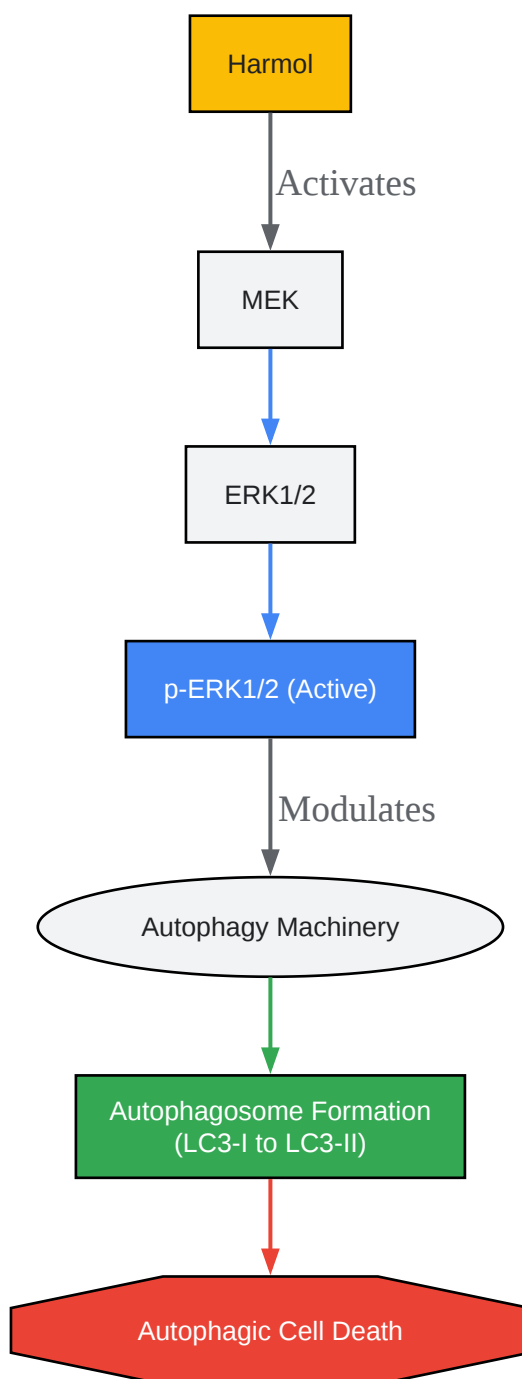 Harmol
Activates
MEK
ERK1/2
p-ERK1/2 (Active)
Modulates
Autophagy Machinery
Autophagosome Formation
(LC3-I to LC3-II)
Autophagic Cell Death